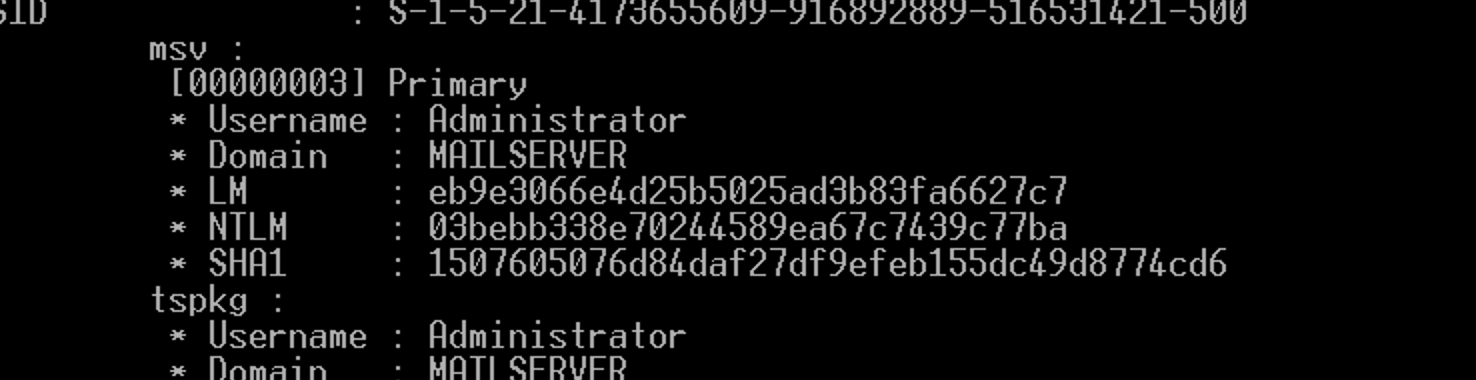 SID : S-1-5-21-4173655609-916892889-516531421-500
msv :
[00000003] Primary
* Username : Administrator
* Domain : MAILSERVER
* LM : eb9e3066e4d25b5025ad3b83fa6627c7
* NTLM : 03bebb338e70244589ea67c7439c77ba
* SHA1 : 1507605076d84daf27df9efeb155dc49d8774cd6
tspkg :
* Username : Administrator
* Domain : MAILSERVER